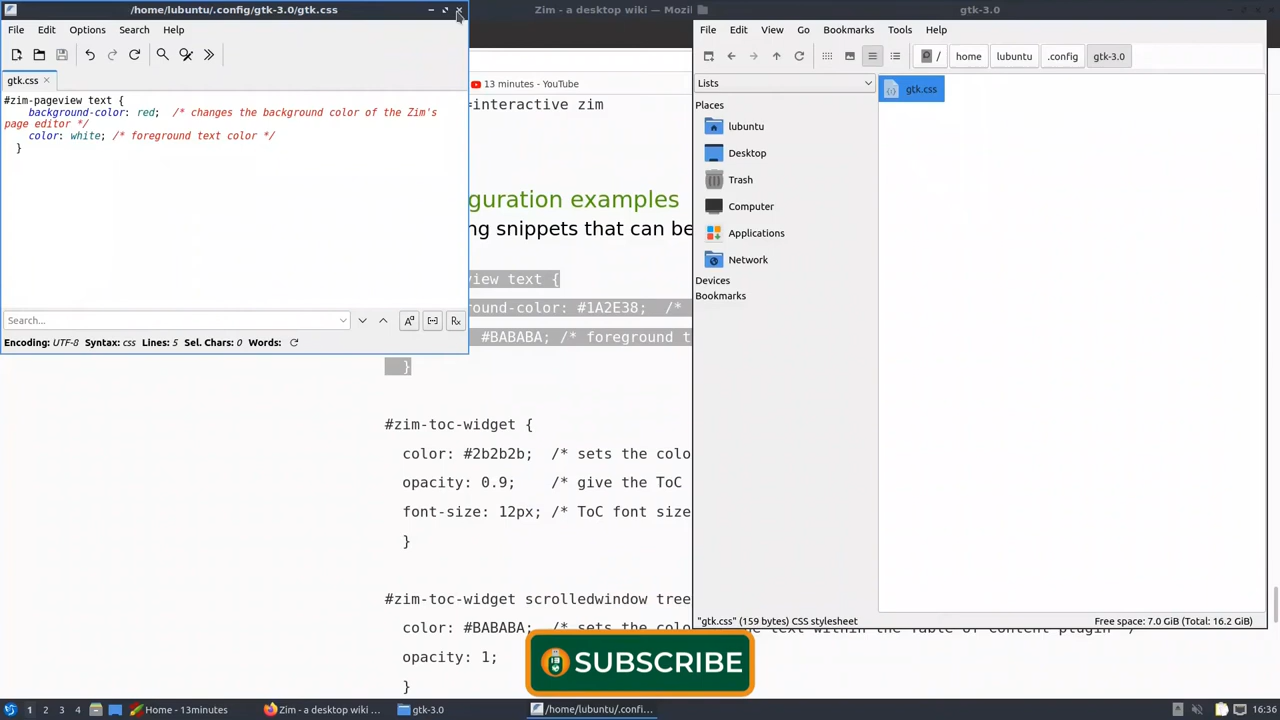 /home/lubuntu/.config/gtk-3.0/gtk.css
File Edit Options Search Help
gtk.css
#zim-pageview text {
background-color: red; /* changes the background color of the Zim's
page editor */
color: white; /* foreground text color */
}
Search...
Encoding: UTF-8 Syntax: css Lines: 5 Sel. Chars: 0 Words:
Zim - a desktop wiki — Mozil
13 minutes - YouTube
interactive zim
guration examples
ng snippets that can be
view text {
ound-color: #1A2E38; /*
#BABABA; /* foreground t
}
#zim-toc-widget {
color: #2b2b2b; /* sets the colo
opacity: 0.9; /* give the ToC
font-size: 12px; /* ToC font size
}
#zim-toc-widget scrolledwindow tree
color: #BABABA; /* sets the colo
opacity: 1;
}
gtk-3.0
File Edit View Go Bookmarks Tools Help
/ home lubuntu .config gtk-3.0
Lists
Places
lubuntu
Desktop
Trash
Computer
Applications
Network
Devices
Bookmarks
gtk.css
"gtk.css" (159 bytes) CSS stylesheet
Free space: 7.0 GiB (Total: 16.2 GiB)
SUBSCRIBE
1 2 3 4 Home - 13minutes Zim - a desktop wiki ... gtk-3.0 /home/lubuntu/.confi... 16:36